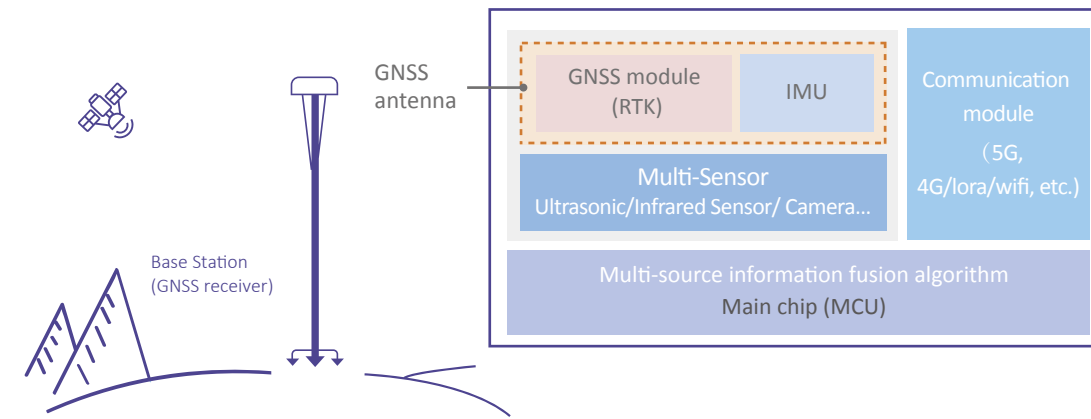 GNSS
antenna
GNSS module
(RTK)
IMU
Multi-Sensor
Ultrasonic/Infrared Sensor/ Camera...
Communication
module
（5G,
4G/lora/wifi, etc.)
Base Station
(GNSS receiver)
Multi-source information fusion algorithm
Main chip (MCU)